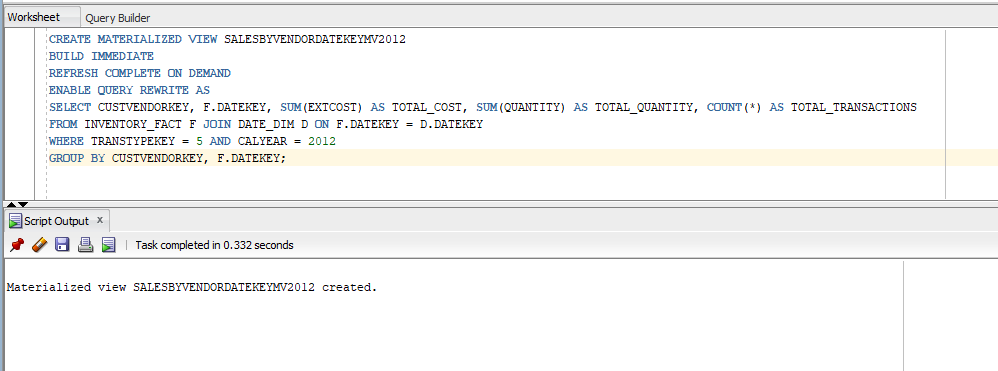 Worksheet Query Builder
CREATE MATERIALIZED VIEW SALESBYVENDORDATEKEYMV2012
BUILD IMMEDIATE
REFRESH COMPLETE ON DEMAND
ENABLE QUERY REWRITE AS
SELECT CUSTVENDORKEY, F.DATEKEY, SUM(EXTCOST) AS TOTAL_COST, SUM(QUANTITY) AS TOTAL_QUANTITY, COUNT(*) AS TOTAL_TRANSACTIONS
FROM INVENTORY_FACT F JOIN DATE_DIM D ON F.DATEKEY = D.DATEKEY
WHERE TRANSTYPEKEY = 5 AND CALYEAR = 2012
GROUP BY CUSTVENDORKEY, F.DATEKEY;
Script Output x
Task completed in 0.332 seconds
Materialized view SALESBYVENDORDATEKEYMV2012 created.